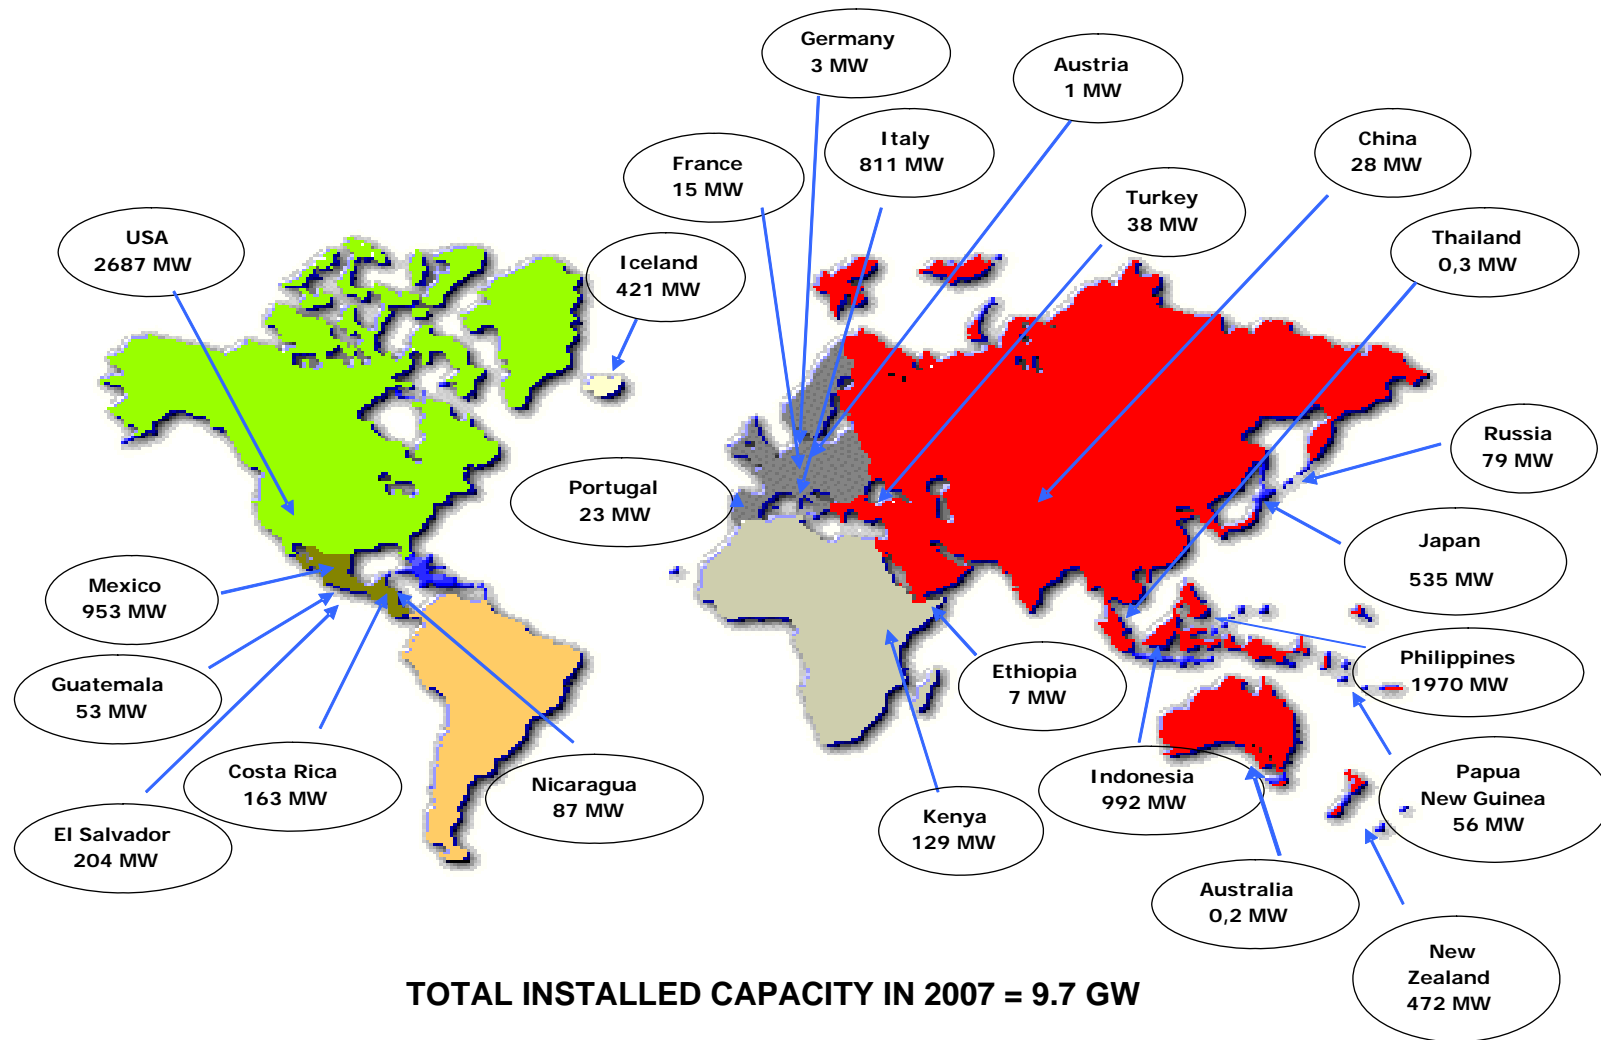 Germany
3 MW
Austria
1 MW
Italy
811 MW
China
28 MW
France
15 MW
Turkey
38 MW
USA
2687 MW
Thailand
0,3 MW
Iceland
421 MW
Russia
79 MW
Portugal
23 MW
Japan
535 MW
Mexico
953 MW
Philippines
1970 MW
Ethiopia
7 MW
Guatemala
53 MW
Costa Rica
163 MW
Nicaragua
87 MW
Indonesia
992 MW
Papua
New Guinea
56 MW
Kenya
129 MW
El Salvador
204 MW
Australia
0,2 MW
New
Zealand
472 MW
TOTAL INSTALLED CAPACITY IN 2007 = 9.7 GW